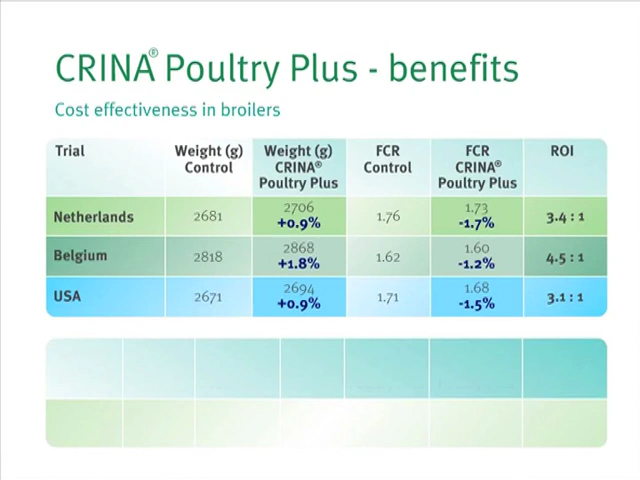 CRINA® Poultry Plus - benefits
Cost effectiveness in broilers
Trial
Weight (g)
Control
Weight (g)
CRINA®
Poultry Plus
FCR
Control
FCR
CRINA®
Poultry Plus
ROI
Netherlands
2681
2706
+0.9%
1.76
1.73
-1.7%
3.4 : 1
Belgium
2818
2868
+1.8%
1.62
1.60
-1.2%
4.5 : 1
USA
2671
2694
+0.9%
1.71
1.68
-1.5%
3.1 : 1